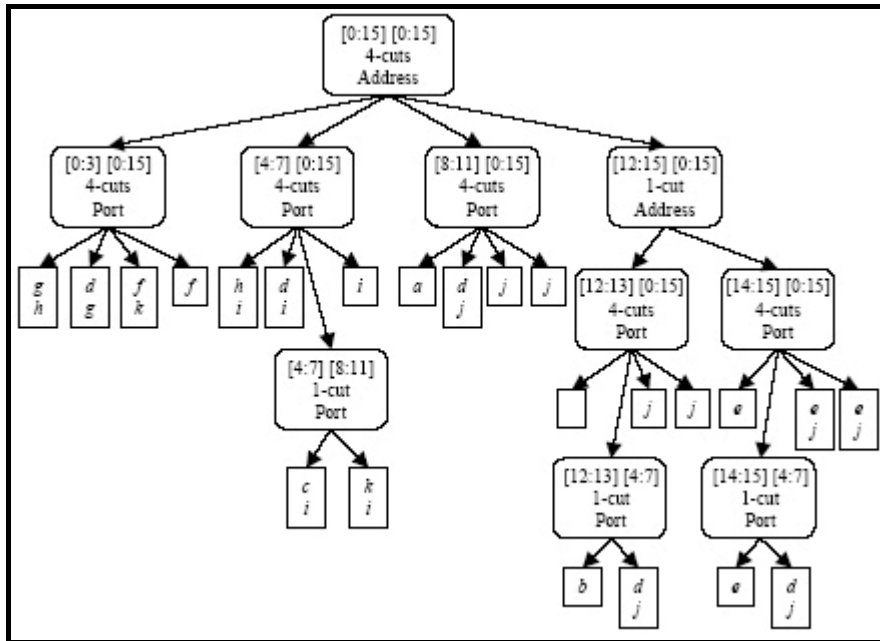 [0:15] [0:15]
4-cuts
Address
[0:3] [0:15]
4-cuts
Port
[4:7] [0:15]
4-cuts
Port
[8:11] [0:15]
4-cuts
Port
[12:15] [0:15]
1-cut
Address
g
h
d
g
f
k
f
h
i
d
i
i
a
d
j
j
j
[12:13] [0:15]
4-cuts
Port
[14:15] [0:15]
4-cuts
Port
[4:7] [8:11]
1-cut
Port
j
j
e
e
j
e
j
c
i
k
i
[12:13] [4:7]
1-cut
Port
[14:15] [4:7]
1-cut
Port
b
d
j
e
d
j